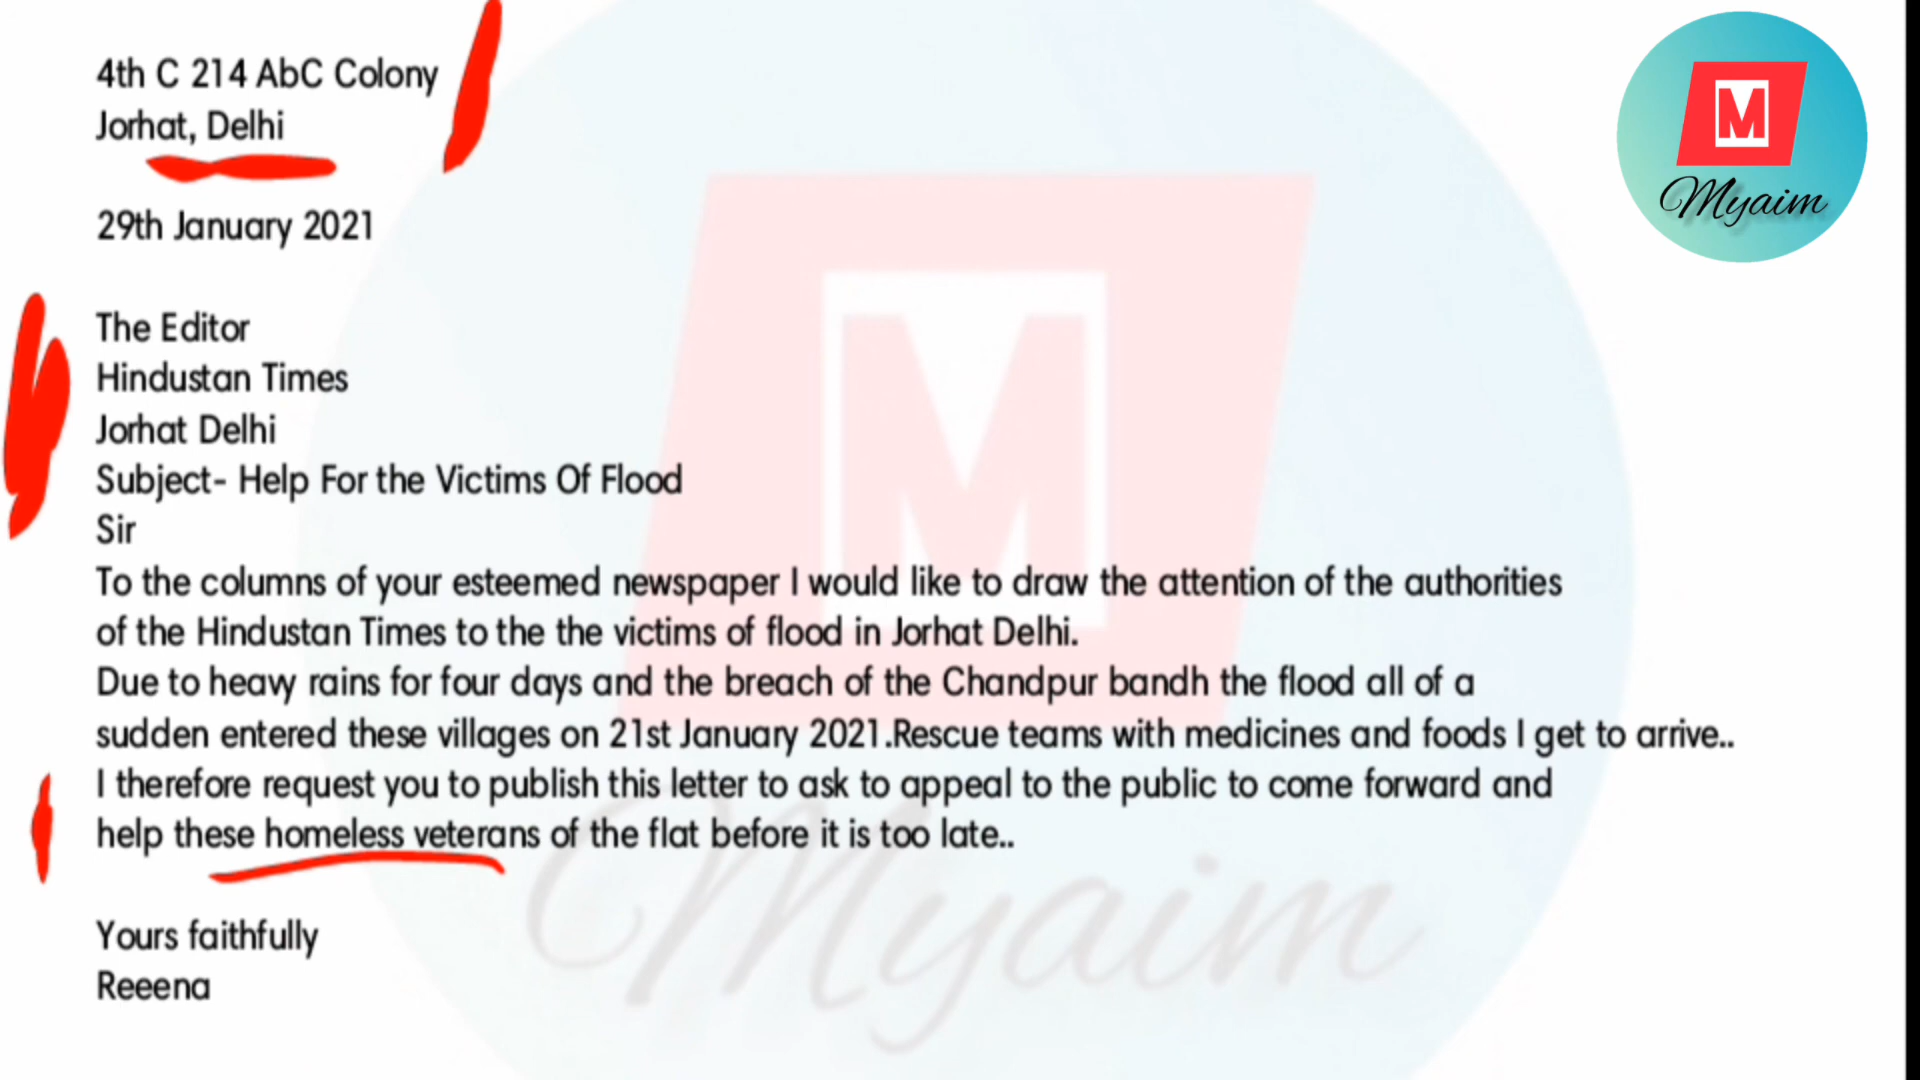 4th C 214 AbC Colony
Jorhat, Delhi
29th January 2021
The Editor
Hindustan Times
Jorhat Delhi
Subject- Help For the Victims Of Flood
Sir
To the columns of your esteemed newspaper I would like to draw the attention of the authorities
of the Hindustan Times to the the victims of flood in Jorhat Delhi.
Due to heavy rains for four days and the breach of the Chandpur bandh the flood all of a
sudden entered these villages on 21st January 2021.Rescue teams with medicines and foods I get to arrive..
I therefore request you to publish this letter to ask to appeal to the public to come forward and
help these homeless veterans of the flat before it is too late..
Yours faithfully
Reeena
M
Myaim
M
Myaim